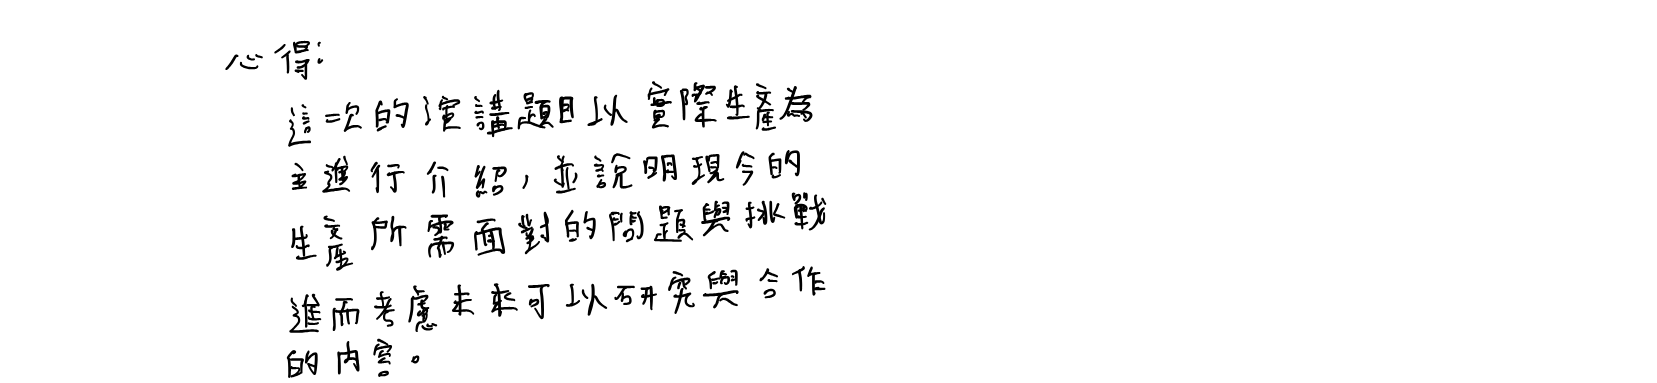 心得:
這次的演講題目以實際生產為
主進行介紹，並說明現今的
生產所需面對的問題與挑戰
進而考慮未來可以研究與合作
的內容。